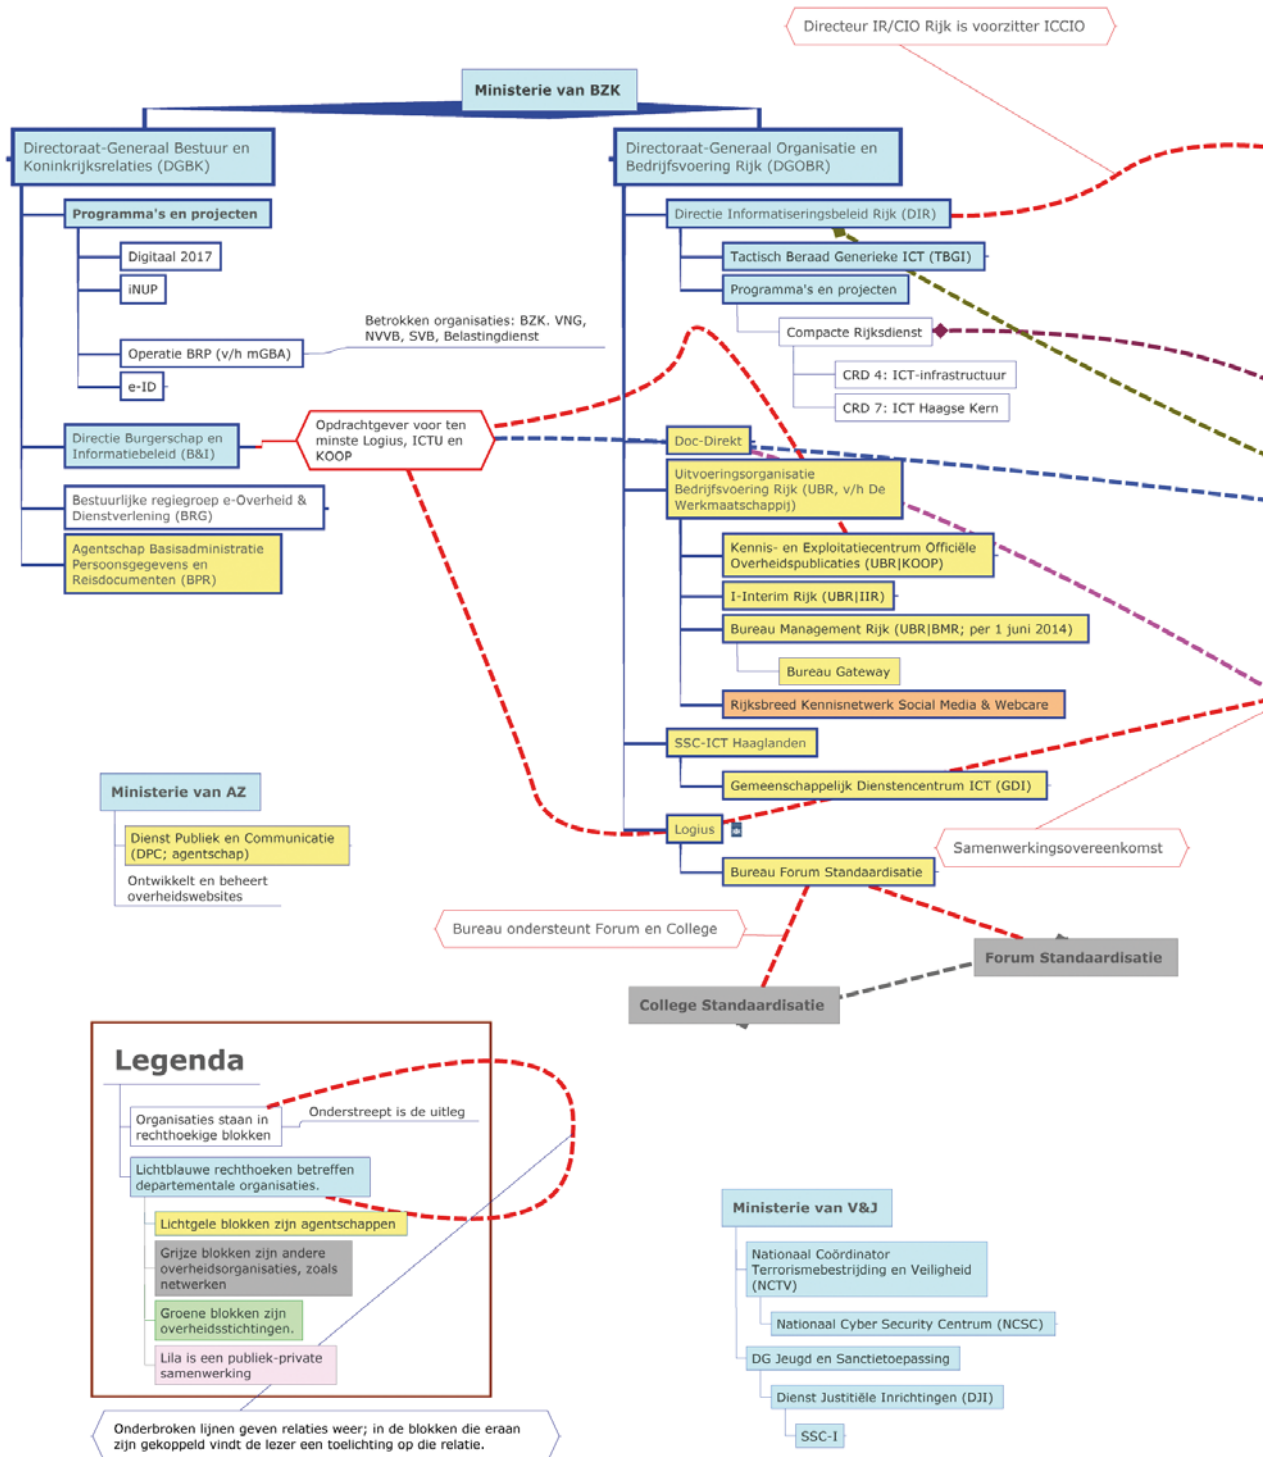 Directeur IR/CIO Rijk is voorzitter ICCIO
Ministerie van BZK
Directoraat-Generaal Bestuur en
Koninkrijksrelaties (DGBK)
Programma's en projecten
Digitaal 2017
iNUP
Betrokken organisaties: BZK. VNG,
NVVB, SVB, Belastingdienst
Operatie BRP (v/h mGBA)
e-ID
Directie Burgerschap en
Informatiebeleid (B&I)
Opdrachtgever voor ten
minste Logius, ICTU en
KOOP
Bestuurlijke regiegroep e-Overheid &
Dienstverlening (BRG)
Agentschap Basisadministratie
Persoonsgegevens en
Reisdocumenten (BPR)
Directoraat-Generaal Organisatie en
Bedrijfsvoering Rijk (DGOBR)
Directie Informatiseringsbeleid Rijk (DIR)
Tactisch Beraad Generieke ICT (TBGI)
Programma's en projecten
Compacte Rijksdienst
CRD 4: ICT-infrastructuur
CRD 7: ICT Haagse Kern
Doc-Direkt
Uitvoeringsorganisatie
Bedrijfsvoering Rijk (UBR, v/h De
Werkmaatschappij)
Kennis- en Exploitatiecentrum Officiële
Overheidspublicaties (UBR|KOOP)
I-Interim Rijk (UBR|IIR)
Bureau Management Rijk (UBR|BMR; per 1 juni 2014)
Bureau Gateway
Rijksbreed Kennisnetwerk Social Media & Webcare
SSC-ICT Haaglanden
Gemeenschappelijk Dienstencentrum ICT (GDI)
Logius
Bureau Forum Standaardisatie
Samenwerkingsovereenkomst
Bureau ondersteunt Forum en College
Forum Standaardisatie
College Standaardisatie
Ministerie van AZ
Dienst Publiek en Communicatie
(DPC; agentschap)
Ontwikkelt en beheert
overheidswebsites
Legenda
Organisaties staan in
rechthoekige blokken
Onderstreept is de uitleg
Lichtblauwe rechthoeken betreffen
departementale organisaties.
Lichtgele blokken zijn agentschappen
Grijze blokken zijn andere
overheidsorganisaties, zoals
netwerken
Groene blokken zijn
overheidsstichtingen.
Lila is een publiek-private
samenwerking
Onderbroken lijnen geven relaties weer; in de blokken die eraan
zijn gekoppeld vindt de lezer een toelichting op die relatie.
Ministerie van V&J
Nationaal Coördinator
Terrorismebestrijding en Veiligheid
(NCTV)
Nationaal Cyber Security Centrum (NCSC)
DG Jeugd en Sanctietoepassing
Dienst Justitiële Inrichtingen (DJI)
SSC-I